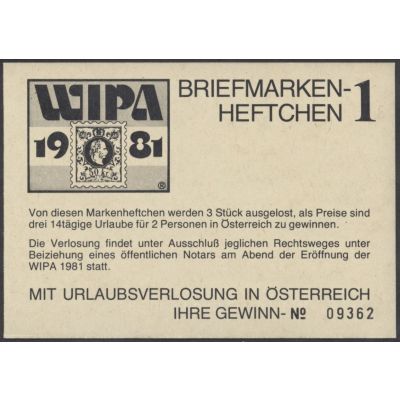 WIPA
1981
BRIEFMARKEN-
HEFTCHEN 1
®
Von diesen Markenheftchen werden 3 Stück ausgelost, als Preise sind
drei 14tägige Urlaube für 2 Personen in Österreich zu gewinnen.
Die Verlosung findet unter Ausschluß jeglichen Rechtsweges unter
Beiziehung eines öffentlichen Notars am Abend der Eröffnung der
WIPA 1981 statt.
MIT URLAUBSVERLOSUNG IN ÖSTERREICH
IHRE GEWINN- Nº 09362